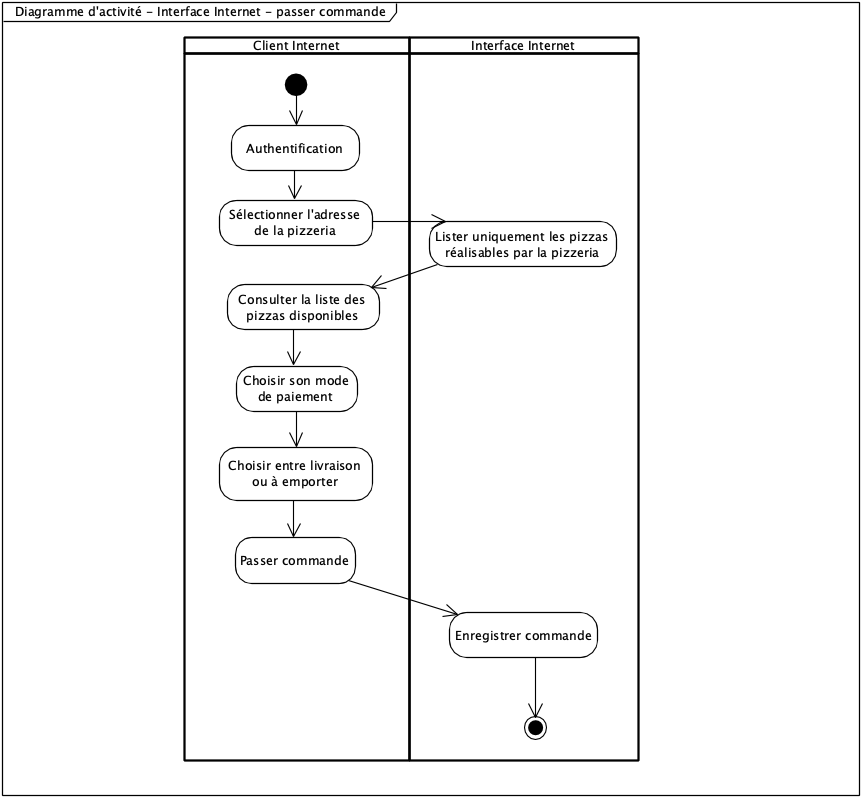 Diagramme d'activité - Interface Internet - passer commande
Client Internet
Interface Internet
Authentification
Sélectionner l'adresse
de la pizzeria
Lister uniquement les pizzas
réalisables par la pizzeria
Consulter la liste des
pizzas disponibles
Choisir son mode
de paiement
Choisir entre livraison
ou à emporter
Passer commande
Enregistrer commande